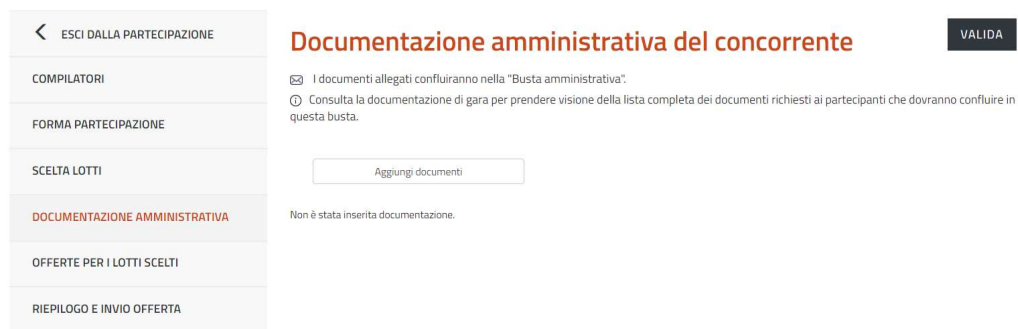 ESCI DALLA PARTECIPAZIONE
COMPILATORI
FORMA PARTECIPAZIONE
SCELTA LOTTI
DOCUMENTAZIONE AMMINISTRATIVA
OFFERTE PER I LOTTI SCELTI
RIEPILOGO E INVIO OFFERTA
Documentazione amministrativa del concorrente
VALIDA
I documenti allegati confluiranno nella "Busta amministrativa".
Consulta la documentazione di gara per prendere visione della lista completa dei documenti richiesti ai partecipanti che dovranno confluire in
questa busta.
Aggiungi documenti
Non è stata inserita documentazione.